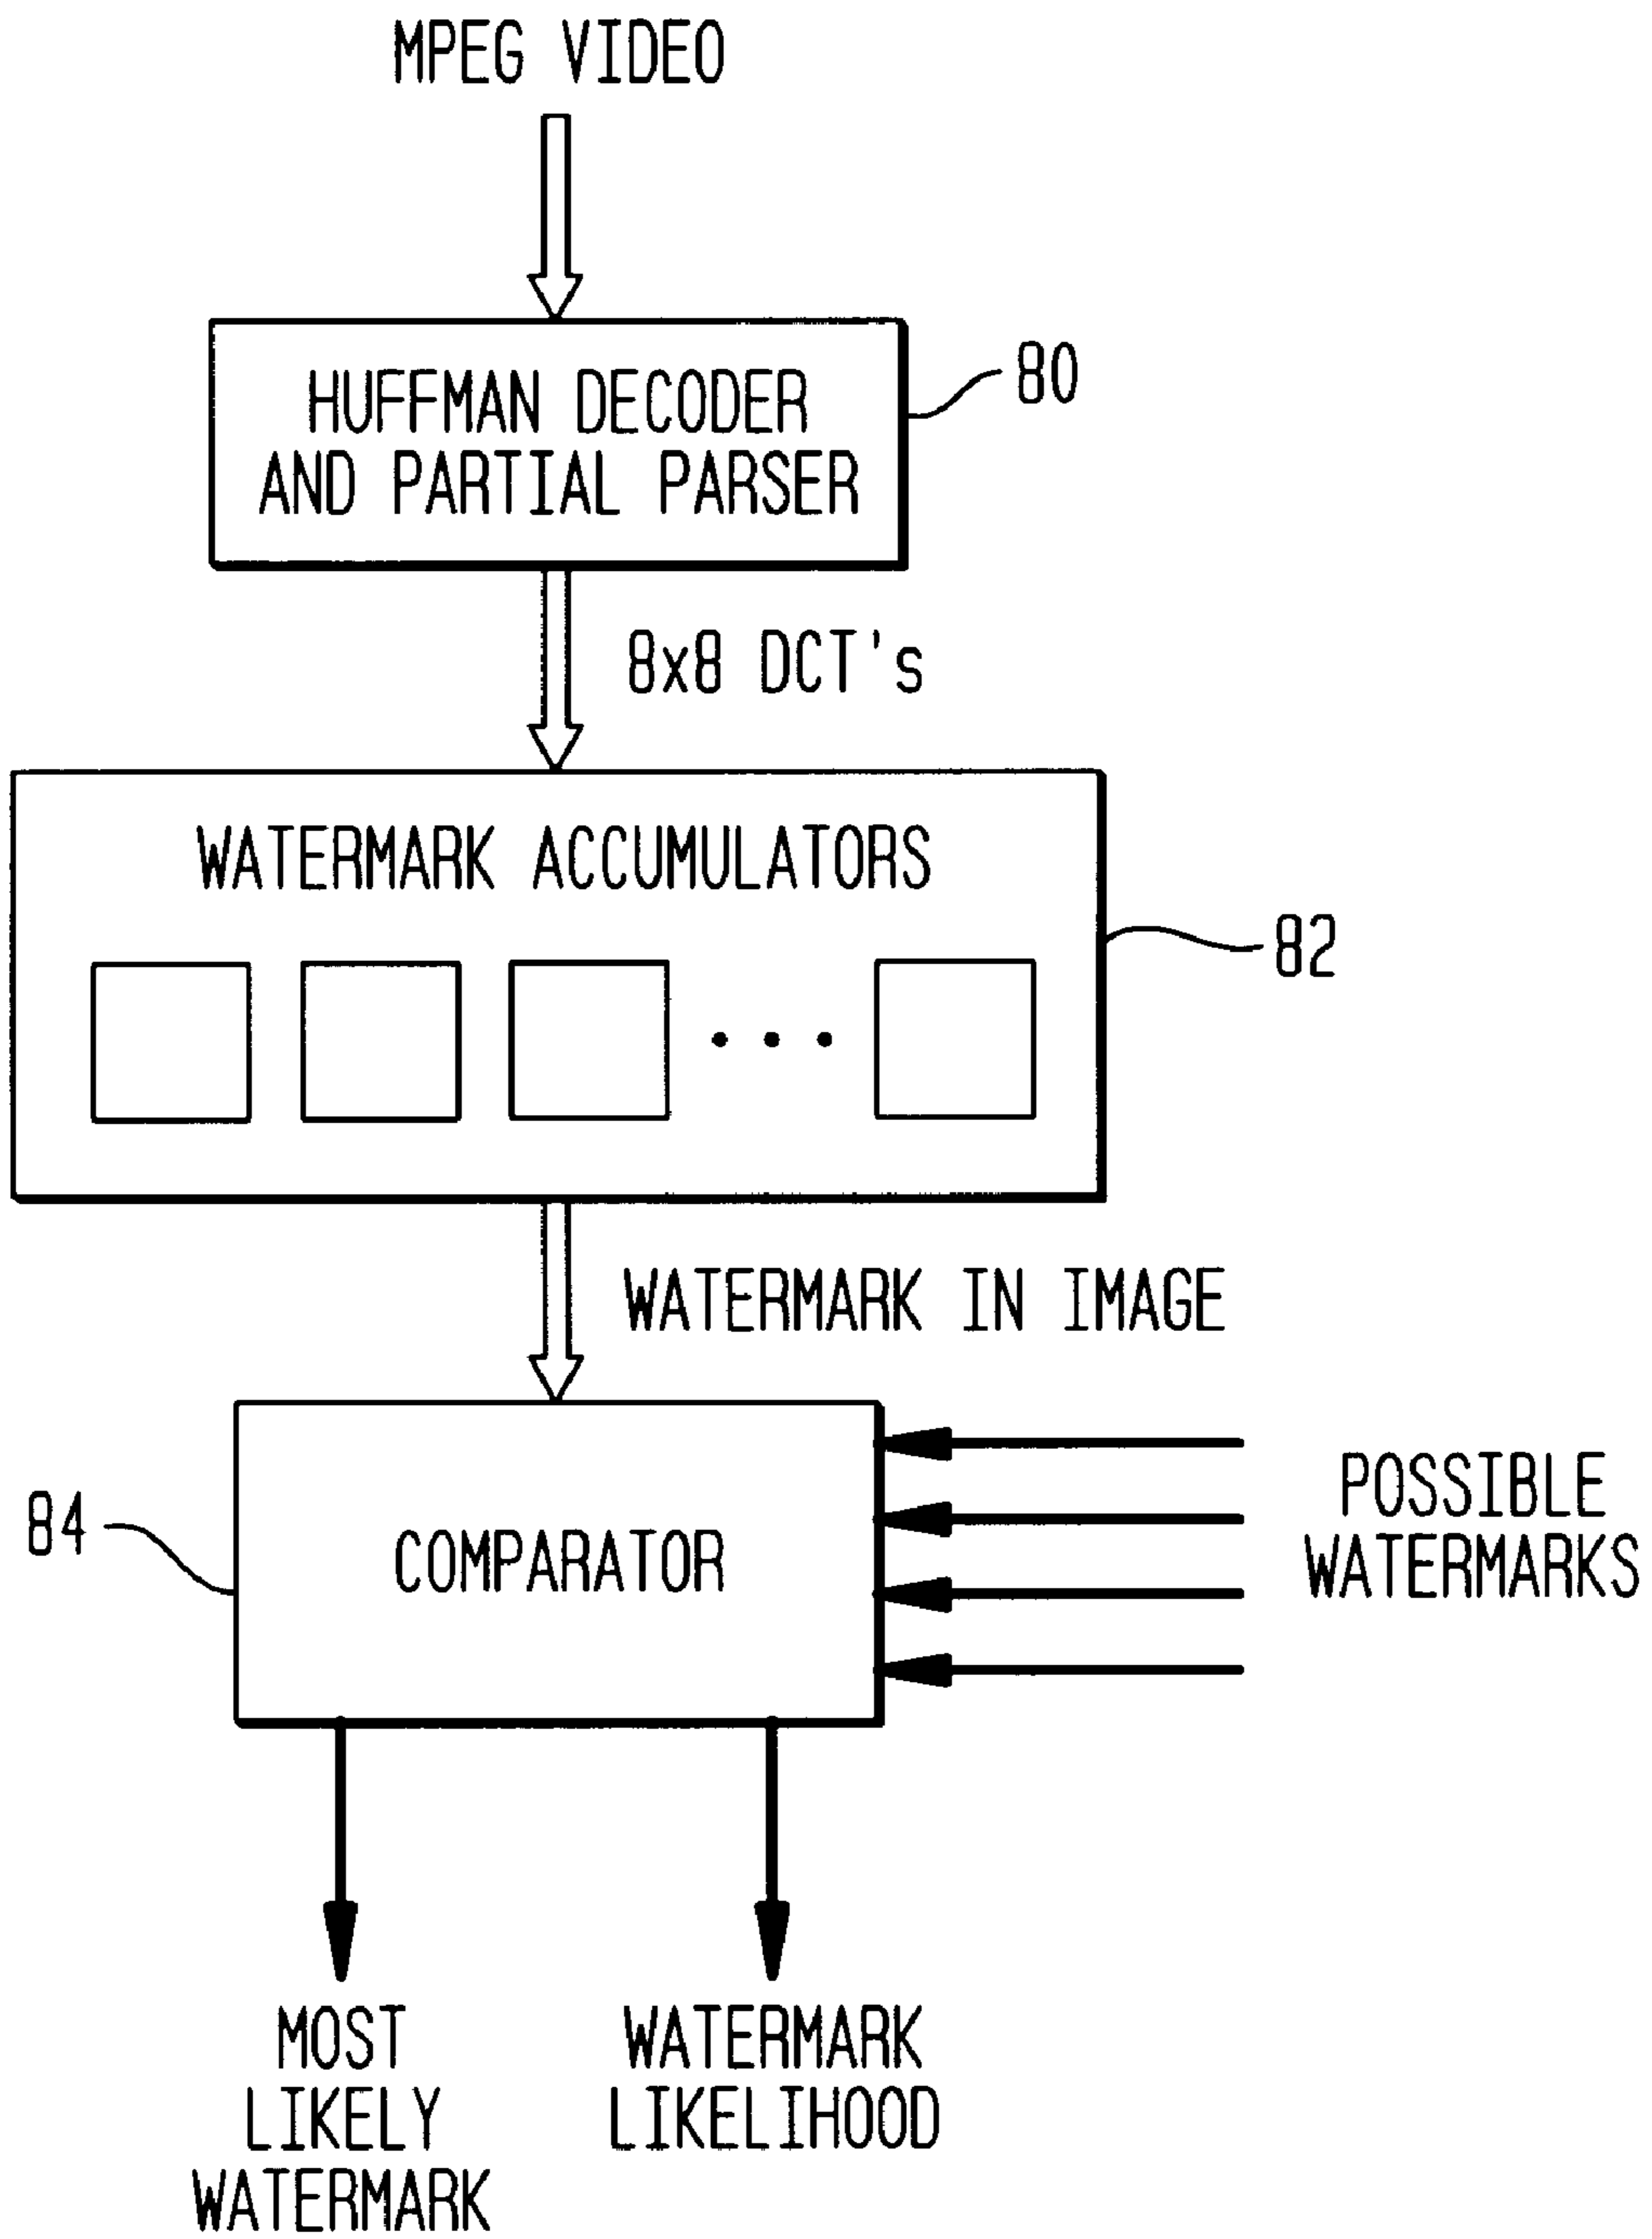 MPEG VIDEO
HUFFMAN DECODER
AND PARTIAL PARSER
80
8x8 DCT's
WATERMARK ACCUMULATORS
82
WATERMARK IN IMAGE
84
COMPARATOR
POSSIBLE
WATERMARKS
MOST
LIKELY
WATERMARK
WATERMARK
LIKELIHOOD